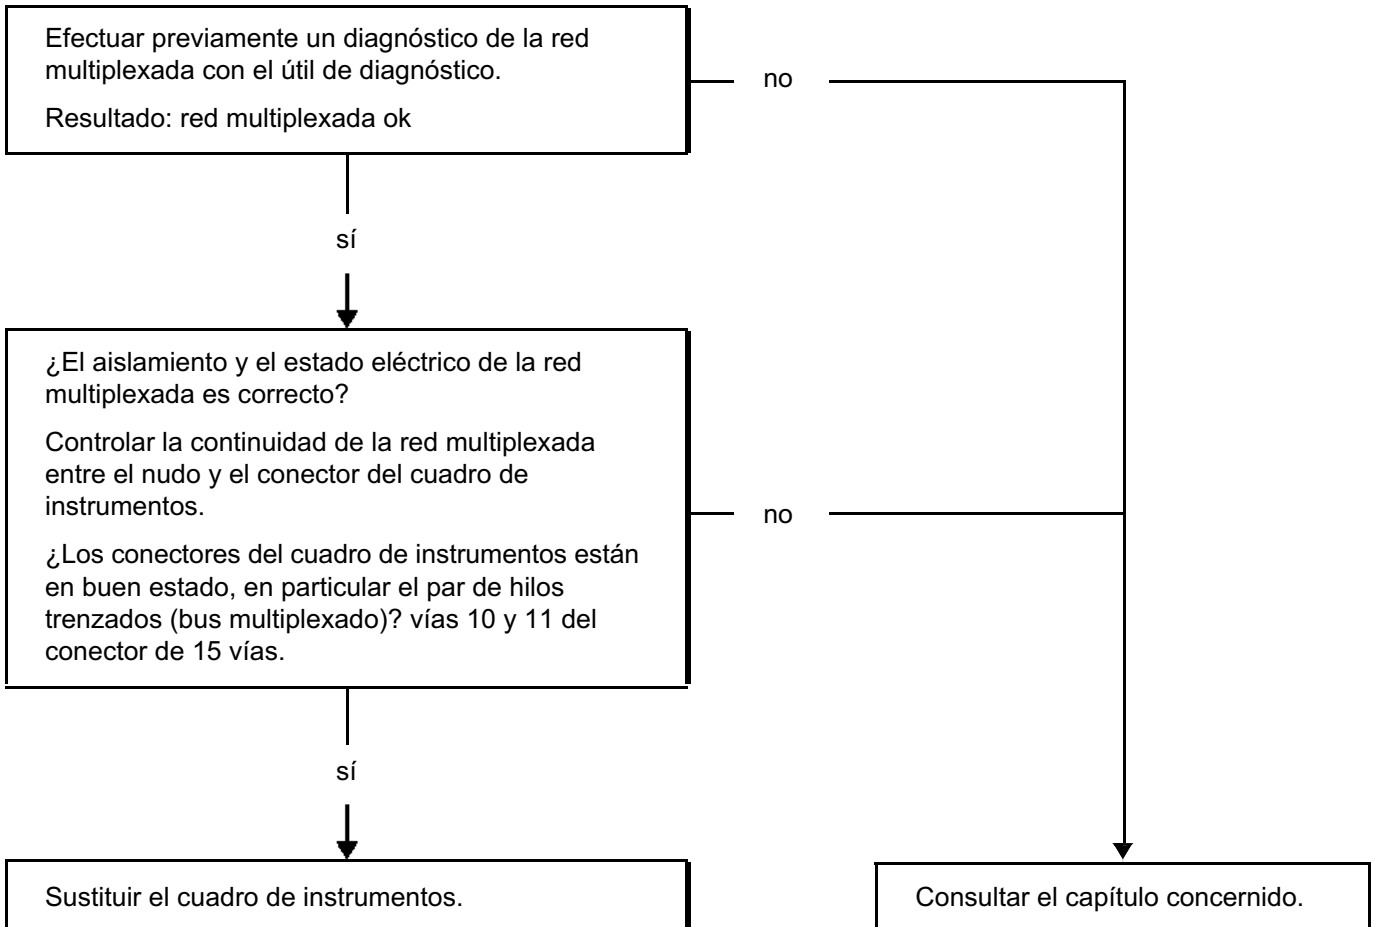 Efectuar previamente un diagnóstico de la red
multiplexada con el útil de diagnóstico.
Resultado: red multiplexada ok
no
sí
¿El aislamiento y el estado eléctrico de la red
multiplexada es correcto?
Controlar la continuidad de la red multiplexada
entre el nudo y el conector del cuadro de
instrumentos.
¿Los conectores del cuadro de instrumentos están
en buen estado, en particular el par de hilos
trenzados (bus multiplexado)? vías 10 y 11 del
conector de 15 vías.
no
sí
Sustituir el cuadro de instrumentos.
Consultar el capítulo concernido.